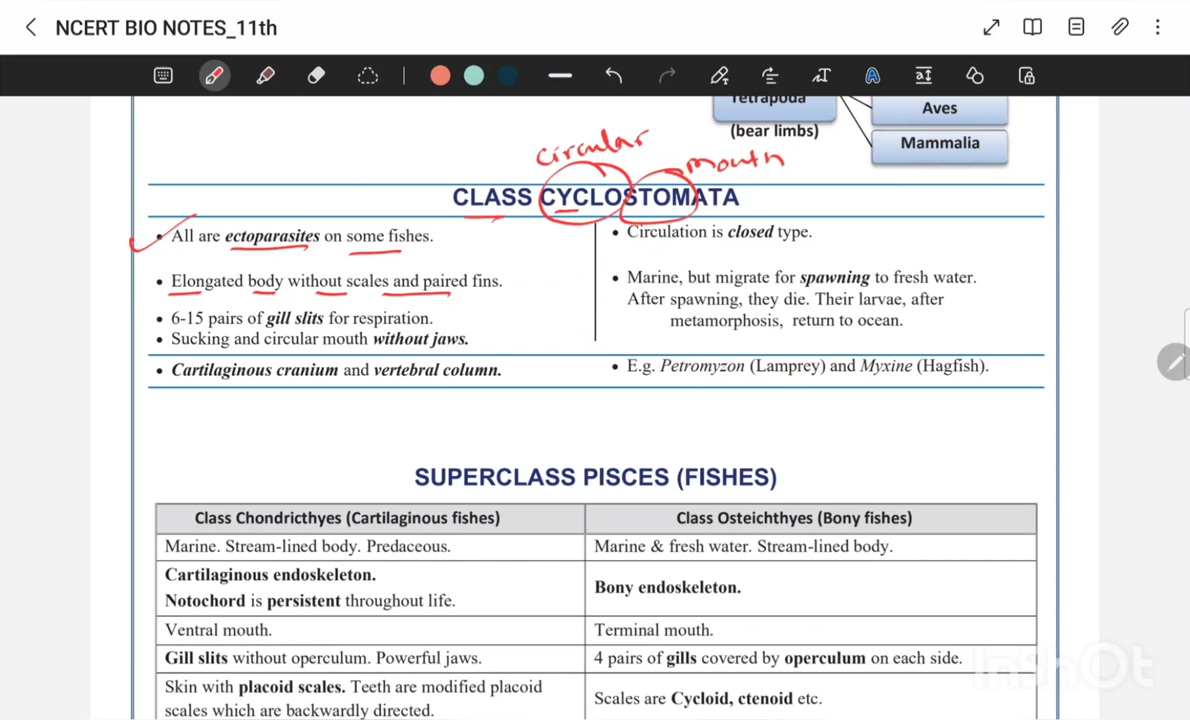 NCERT BIO NOTES_11th
Tetrapoda
(bear limbs)
Aves
Mammalia
circular
mouth
CLASS CYCLOSTOMATA
• All are ectoparasites on some fishes.
• Elongated body without scales and paired fins.
• 6-15 pairs of gill slits for respiration.
• Sucking and circular mouth without jaws.
• Cartilaginous cranium and vertebral column.
• Circulation is closed type.
• Marine, but migrate for spawning to fresh water.
After spawning, they die. Their larvae, after
metamorphosis, return to ocean.
• E.g. Petromyzon (Lamprey) and Myxine (Hagfish).
SUPERCLASS PISCES (FISHES)
Class Chondricthyes (Cartilaginous fishes)
Class Osteichthyes (Bony fishes)
Marine. Stream-lined body. Predaceous.
Marine & fresh water. Stream-lined body.
Cartilaginous endoskeleton.
Notochord is persistent throughout life.
Bony endoskeleton.
Ventral mouth.
Terminal mouth.
Gill slits without operculum. Powerful jaws.
4 pairs of gills covered by operculum on each side.
Skin with placoid scales. Teeth are modified placoid
scales which are backwardly directed.
Scales are Cycloid, ctenoid etc.
InShOt